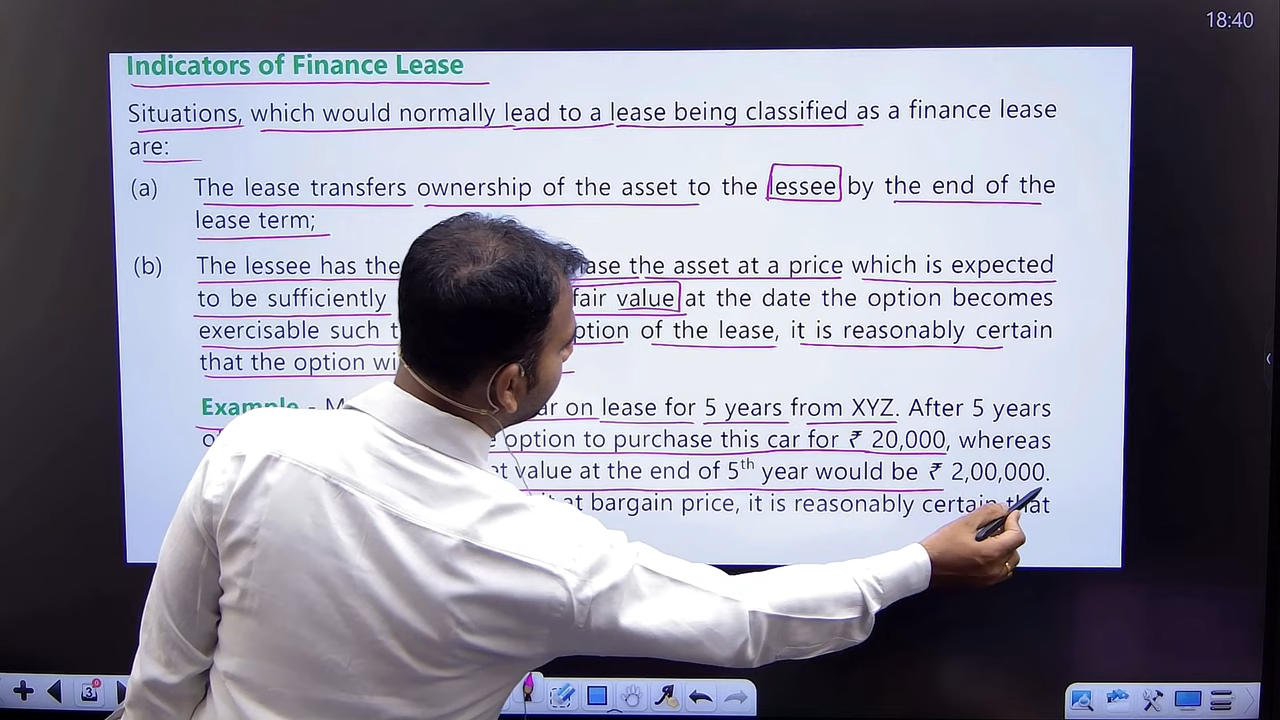 18:40
Indicators of Finance Lease
Situations, which would normally lead to a lease being classified as a finance lease
are:
(a) The lease transfers ownership of the asset to the lessee by the end of the
lease term;
(b) The lessee has the the asset at a price which is expected
to be sufficiently fair value at the date the option becomes
exercisable such of the lease, it is reasonably certain
that the option
Example - on lease for 5 years from XYZ. After 5 years
option to purchase this car for ₹ 20,000, whereas
value at the end of 5th year would be ₹ 2,00,000.
at bargain price, it is reasonably certain that
3